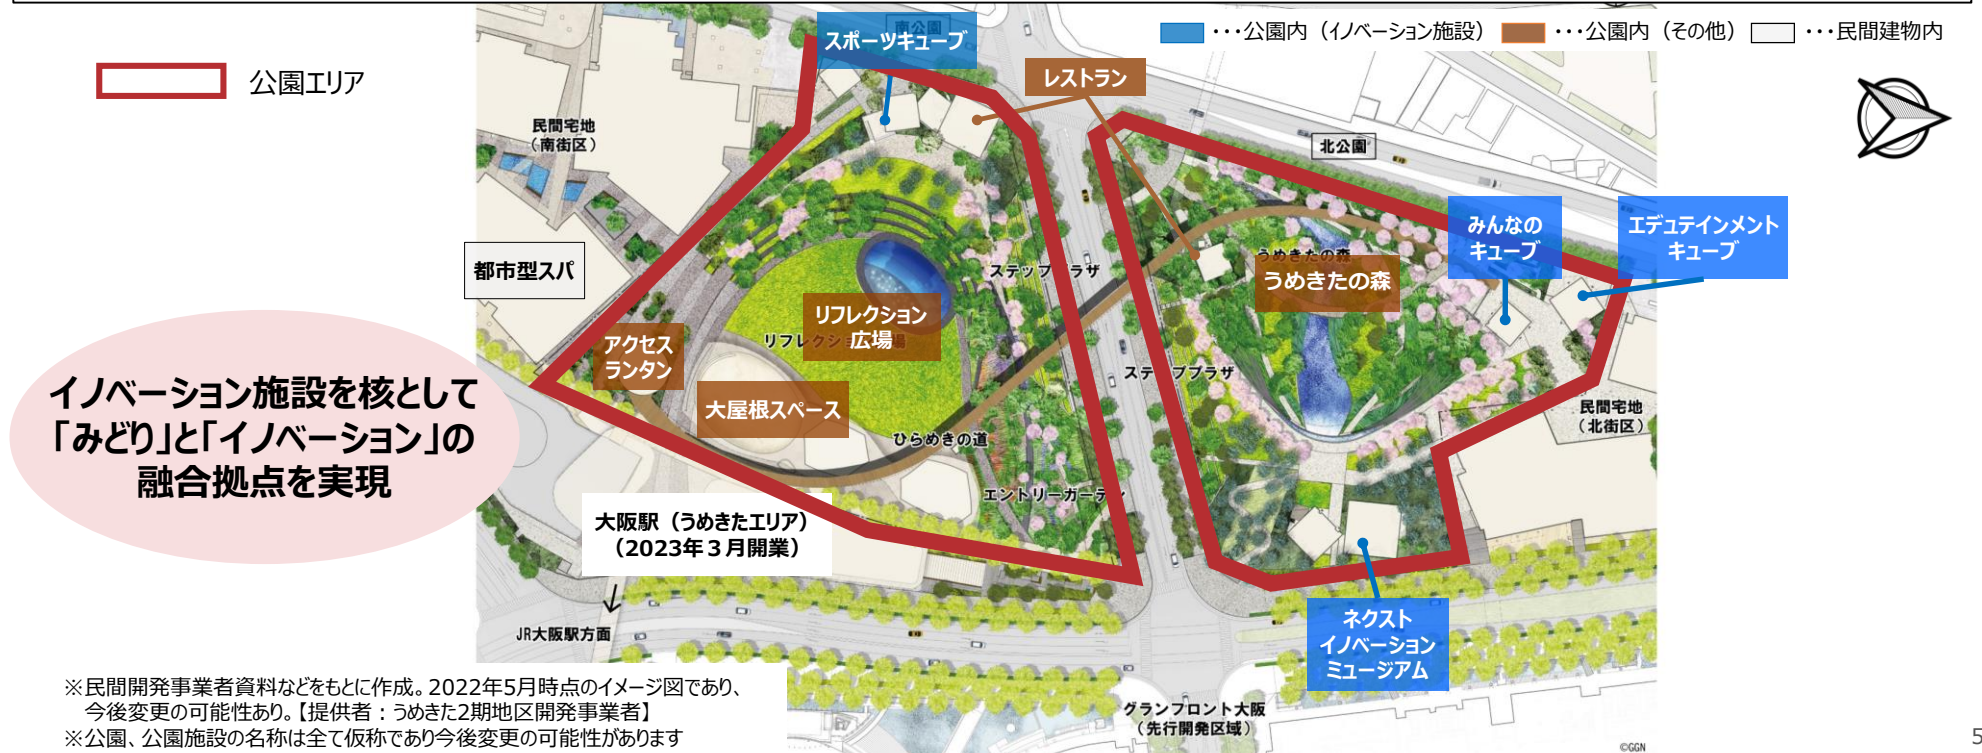 ・・・公園内（イノベーション施設）
・・・公園内（その他）
・・・民間建物内
公園エリア
南公園
スポーツキューブ
レストラン
北公園
民間宅地
（南街区）
みんなの
キューブ
エデュテインメント
キューブ
都市型スパ
ステッププラザ
うめきたの森
うめきたの森
リフレクション
広場
リフレクション広場
アクセス
ランタン
大屋根スペース
ひらめきの道
ステッププラザ
民間宅地
（北街区）
イノベーション施設を核として
「みどり」と「イノベーション」の
融合拠点を実現
エントリーガーデン
大阪駅（うめきたエリア）
（2023年３月開業）
JR大阪駅方面
ネクスト
イノベーション
ミュージアム
グランフロント大阪
（先行開発区域）
※民間開発事業者資料などをもとに作成。2022年5月時点のイメージ図であり、
今後変更の可能性あり。【提供者：うめきた2期地区開発事業者】
※公園、公園施設の名称は全て仮称であり今後変更の可能性があります
©GGN
5